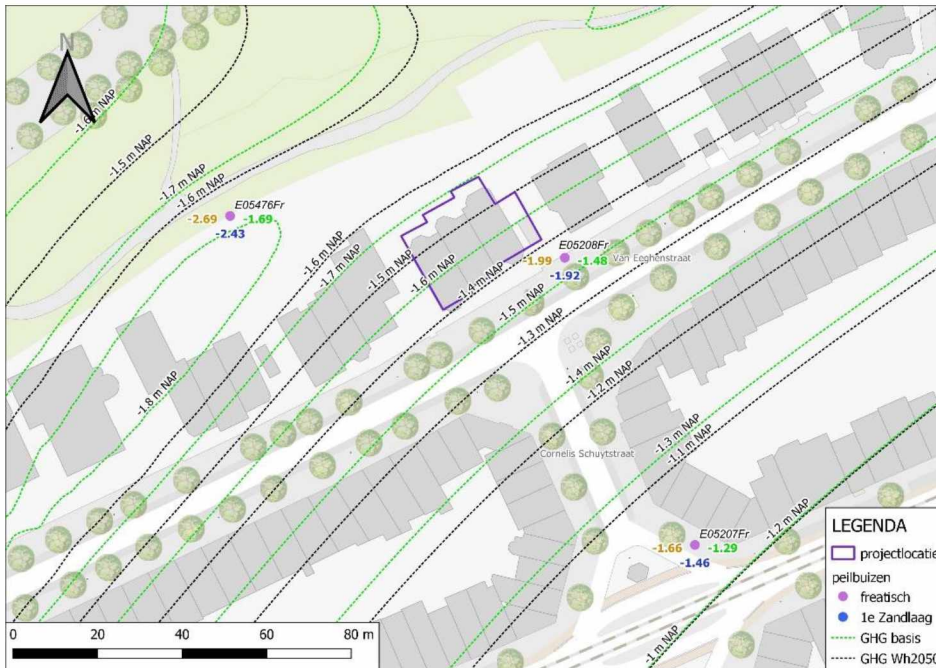 N
-1.6 m NAP
-1.5 m NAP
-1.7 m NAP
-1.6 m NAP
E05476Fr
-2.69 -1.69
-2.43
-1.6 m NAP
-1.7 m NAP
-1.5 m NAP
-1.6 m NAP
-1.4 m NAP
E05208Fr
-1.99 -1.48
-1.92
Van Eeghenstraat
-1.5 m NAP
-1.3 m NAP
-1.8 m NAP
-1.4 m NAP
-1.2 m NAP
-1.3 m NAP
-1.1 m NAP
Cornelis Schuytstraat
-1.2 m NAP
E05207Fr
-1.66 -1.29
-1.46
-1 m NAP
LEGENDA
projectlocatie
peilbuizen
freatisch
1e Zandlaag
GHG basis
GHG Wh2050
0 20 40 60 80 m